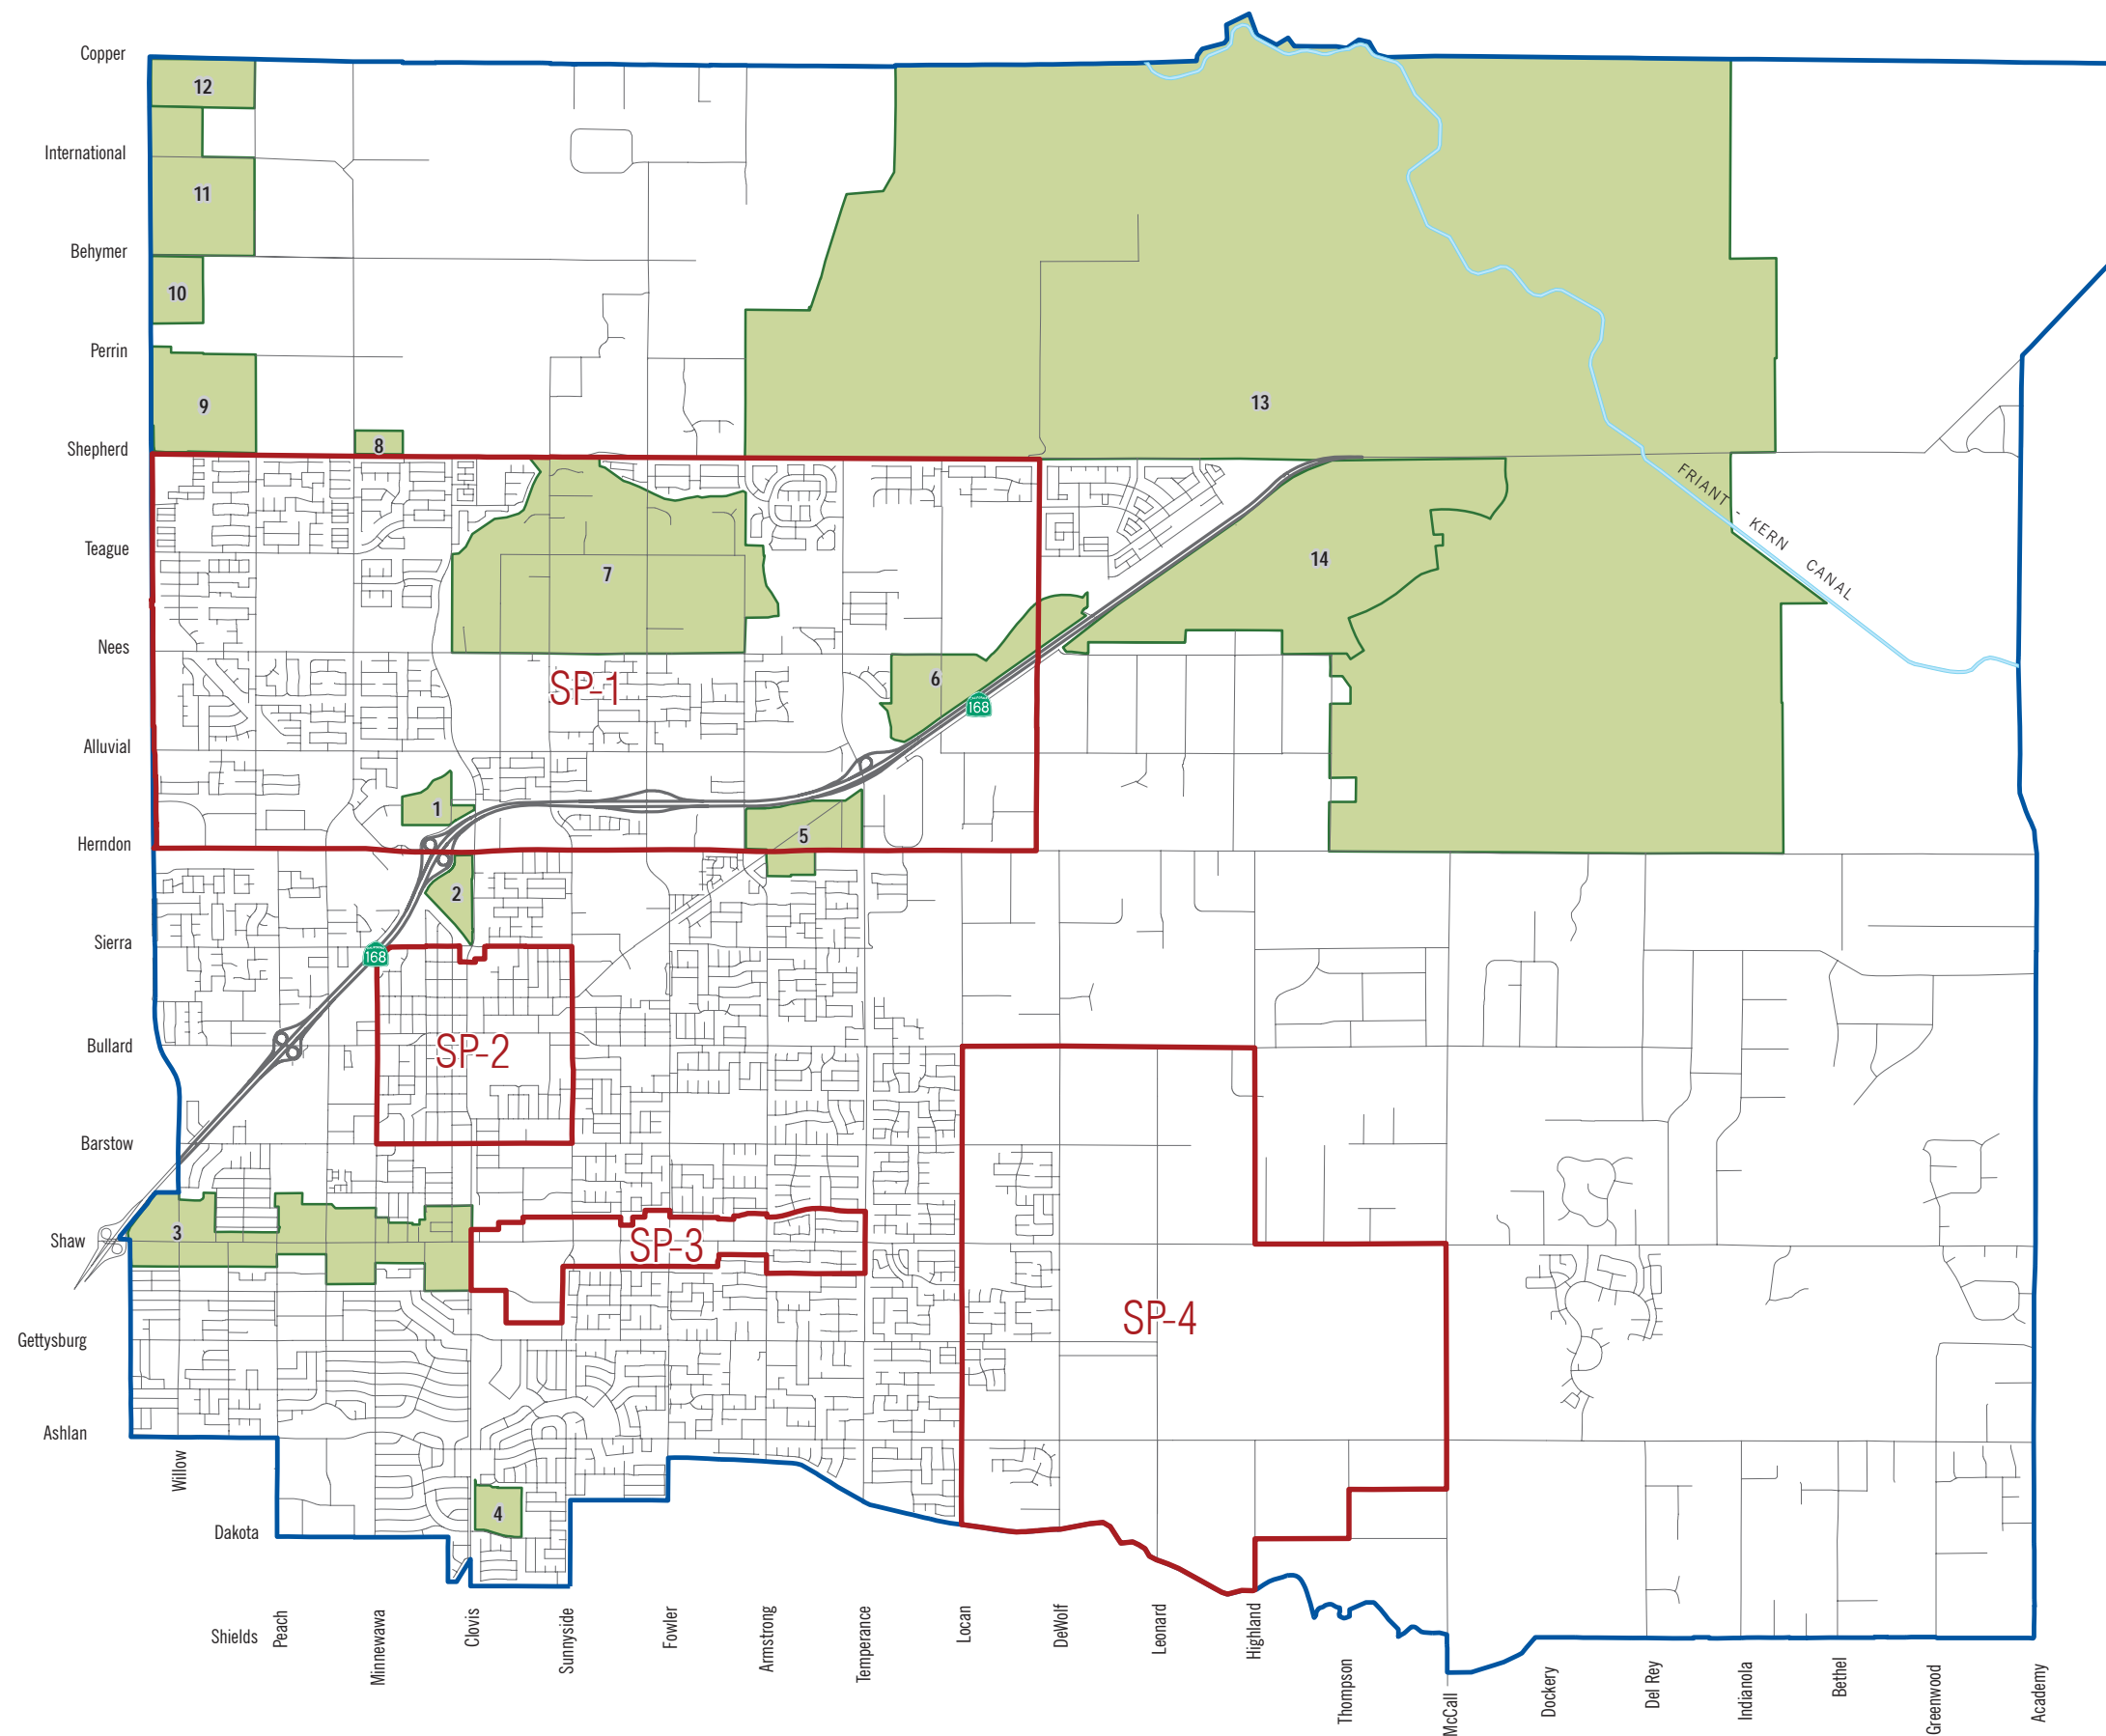 Copper
12
International
11
Behymer
10
Perrin
9
13
Shepherd
8
FRIANT - KERN CANAL
Teague
7
14
Nees
SP-1
6
168
Alluvial
1
5
Herndon
2
Sierra
168
Bullard
SP-2
Barstow
3
Shaw
SP-3
SP-4
Gettysburg
Ashlan
Willow
4
Dakota
Shields
Peach
Minnewawa
Clovis
Sunnyside
Fowler
Armstrong
Temperance
Locan
DeWolf
Leonard
Highland
Thompson
McCall
Dockery
Del Rey
Indianola
Bethel
Greenwood
Academy